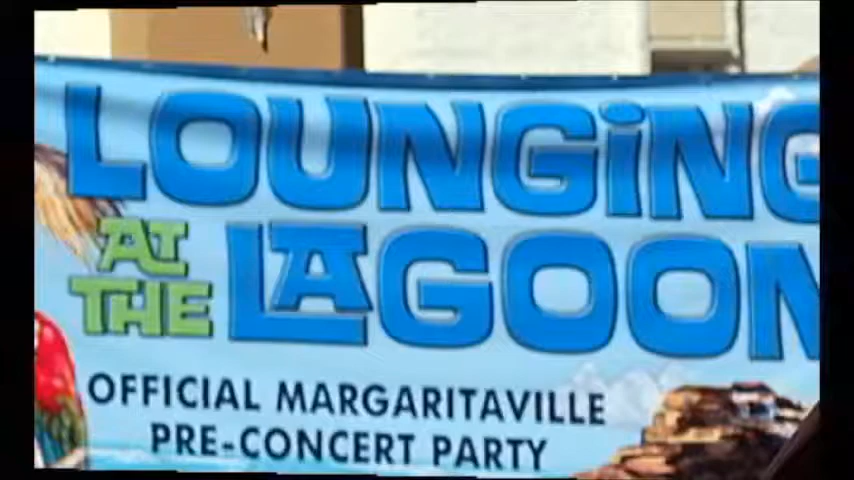 LOUNGING
AT THE LAGOON
OFFICIAL MARGARITAVILLE
PRE-CONCERT PARTY